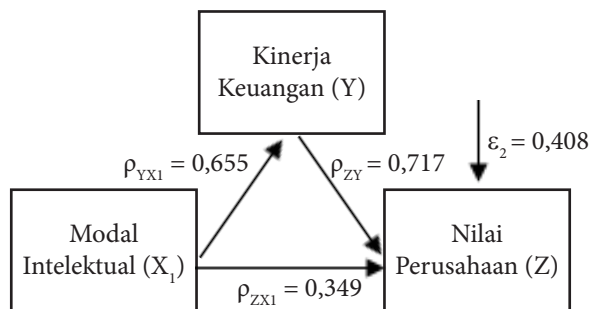 Kinerja
Keuangan (Y)
ε₂ = 0,408
ρYX1 = 0,655
ρZY = 0,717
Modal
Intelektual (X₁)
Nilai
Perusahaan (Z)
ρZX1 = 0,349